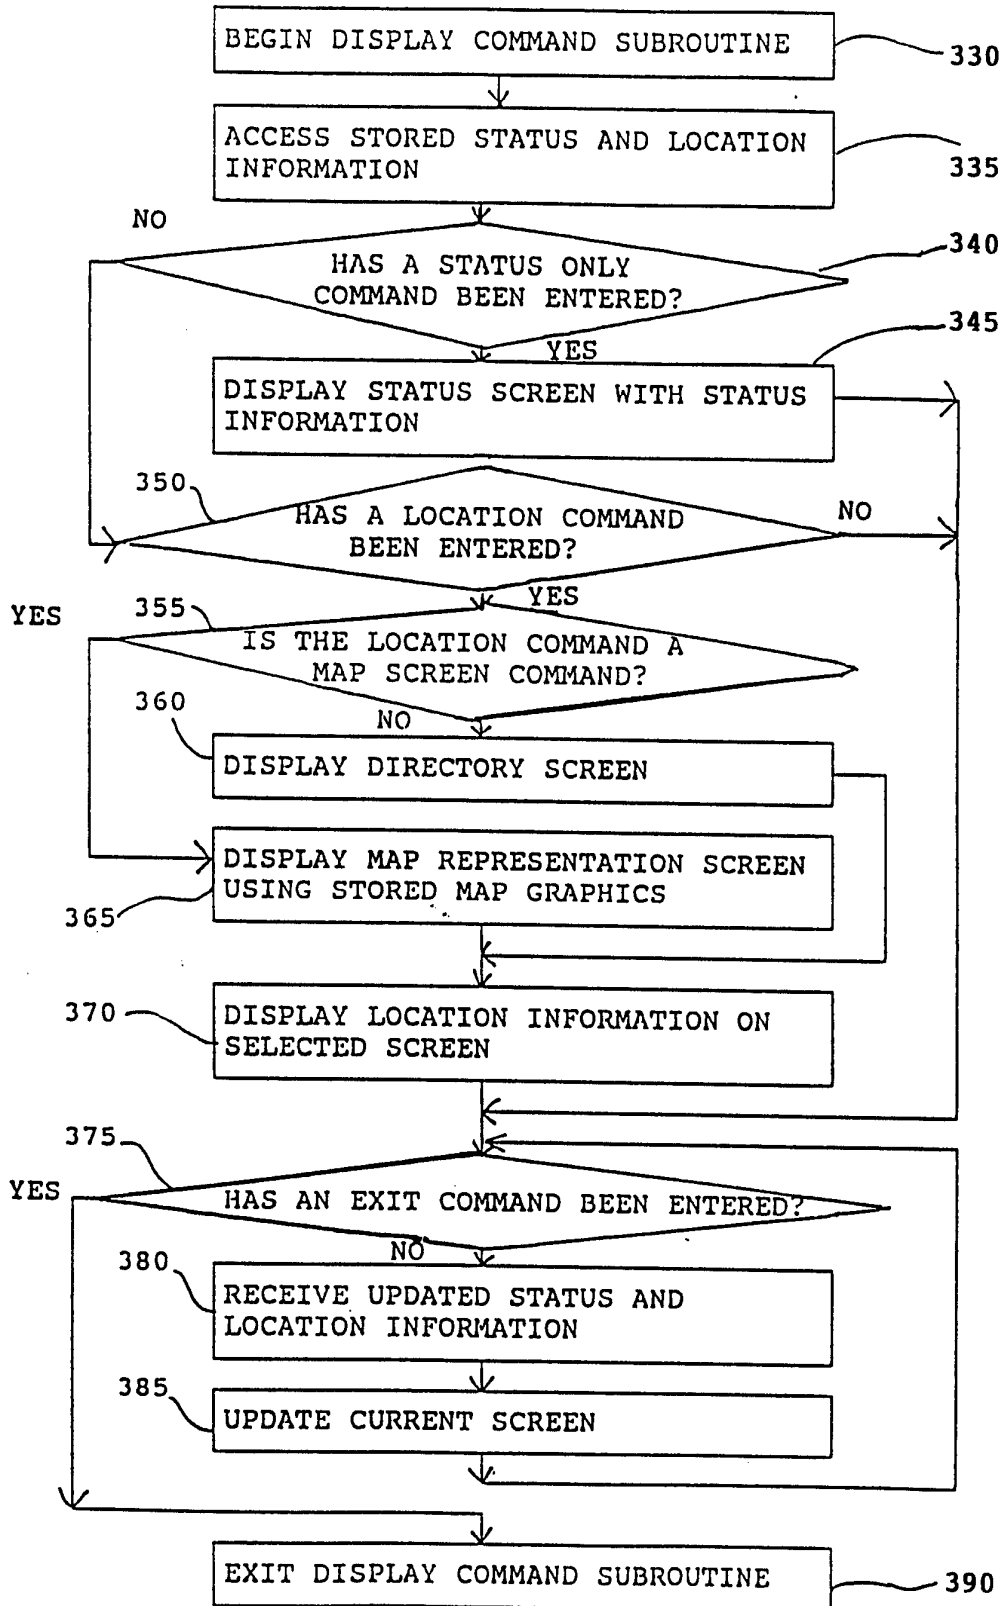 BEGIN DISPLAY COMMAND SUBROUTINE
330
ACCESS STORED STATUS AND LOCATION
INFORMATION
335
NO
340
HAS A STATUS ONLY
COMMAND BEEN ENTERED?
345
YES
DISPLAY STATUS SCREEN WITH STATUS
INFORMATION
350
HAS A LOCATION COMMAND
BEEN ENTERED?
NO
YES
YES
355
IS THE LOCATION COMMAND A
MAP SCREEN COMMAND?
360
NO
DISPLAY DIRECTORY SCREEN
DISPLAY MAP REPRESENTATION SCREEN
USING STORED MAP GRAPHICS
365
370
DISPLAY LOCATION INFORMATION ON
SELECTED SCREEN
375
YES
HAS AN EXIT COMMAND BEEN ENTERED?
NO
380
RECEIVE UPDATED STATUS AND
LOCATION INFORMATION
385
UPDATE CURRENT SCREEN
EXIT DISPLAY COMMAND SUBROUTINE
390